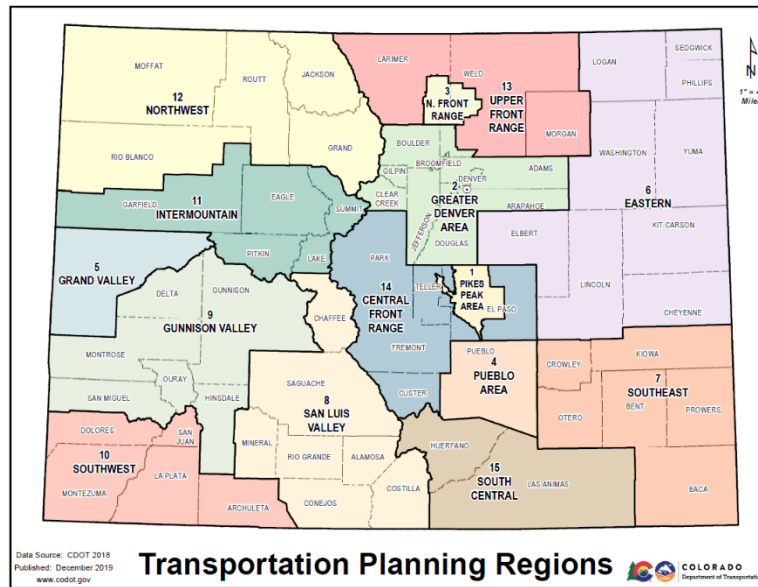 MOFFAT
ROUTT
JACKSON
LARIMER
WELD
LOGAN
SEDGWICK
PHILLIPS
N
1" = 4
Miles
12
NORTHWEST
3
N. FRONT
RANGE
13
UPPER
FRONT
RANGE
MORGAN
GRAND
RIO BLANCO
BOULDER
BROOMFIELD
GILPIN
DENVER
ADAMS
WASHINGTON
YUMA
11
INTERMOUNTAIN
GARFIELD
EAGLE
SUMMIT
CLEAR
CREEK
2
GREATER
DENVER
AREA
ARAPAHOE
JEFFERSON
DOUGLAS
6
EASTERN
ELBERT
KIT CARSON
PITKIN
LAKE
PARK
5
GRAND VALLEY
DELTA
GUNNISON
9
GUNNISON VALLEY
CHAFFEE
14
CENTRAL
FRONT
RANGE
TELLER
1
PIKES
PEAK
AREA
EL PASO
LINCOLN
CHEYENNE
MONTROSE
OURAY
SAN MIGUEL
HINSDALE
FREMONT
PUEBLO
4
PUEBLO
AREA
CROWLEY
KIOWA
SAGUACHE
8
SAN LUIS
VALLEY
CUSTER
7
SOUTHEAST
OTERO
BENT
PROWERS
DOLORES
SAN
JUAN
10
SOUTHWEST
MINERAL
RIO GRANDE
ALAMOSA
HUERFANO
LA PLATA
MONTEZUMA
ARCHULETA
CONEJOS
COSTILLA
15
SOUTH
CENTRAL
LAS ANIMAS
BACA
Data Source: CDOT 2018
Published: December 2019
www.codot.gov
Transportation Planning Regions
COLORADO
Department of Transportat